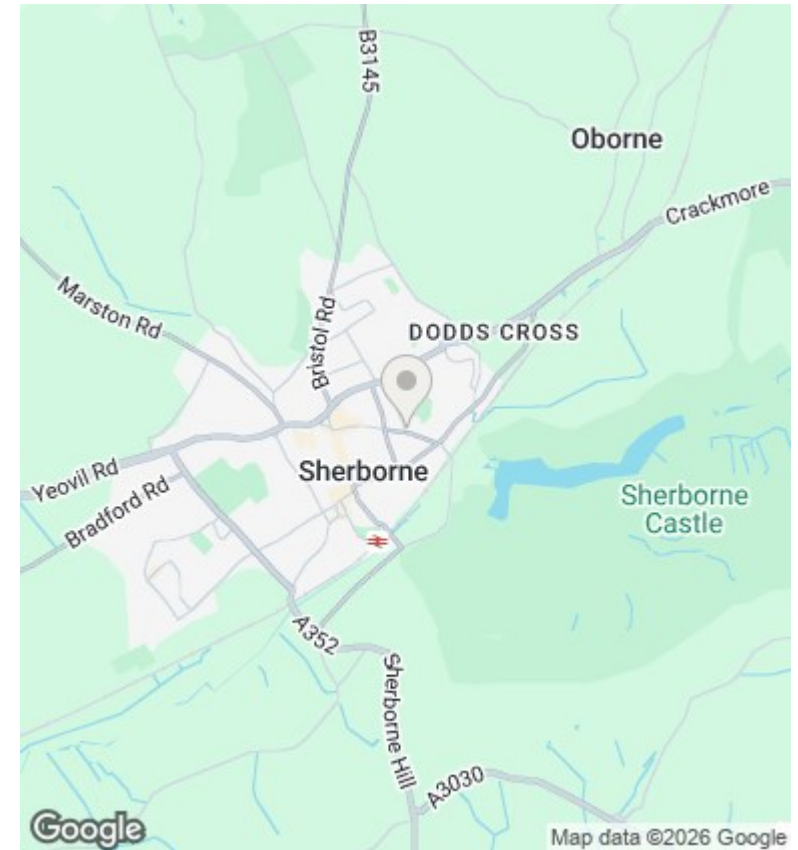 B3145
Oborne
Crackmore
Marston Rd
Bristol Rd
DODDS CROSS
Yeovil Rd
Sherborne
Bradford Rd
Sherborne
Castle
A352
Sherborne Hill
A3030
Google
Map data ©2026 Google